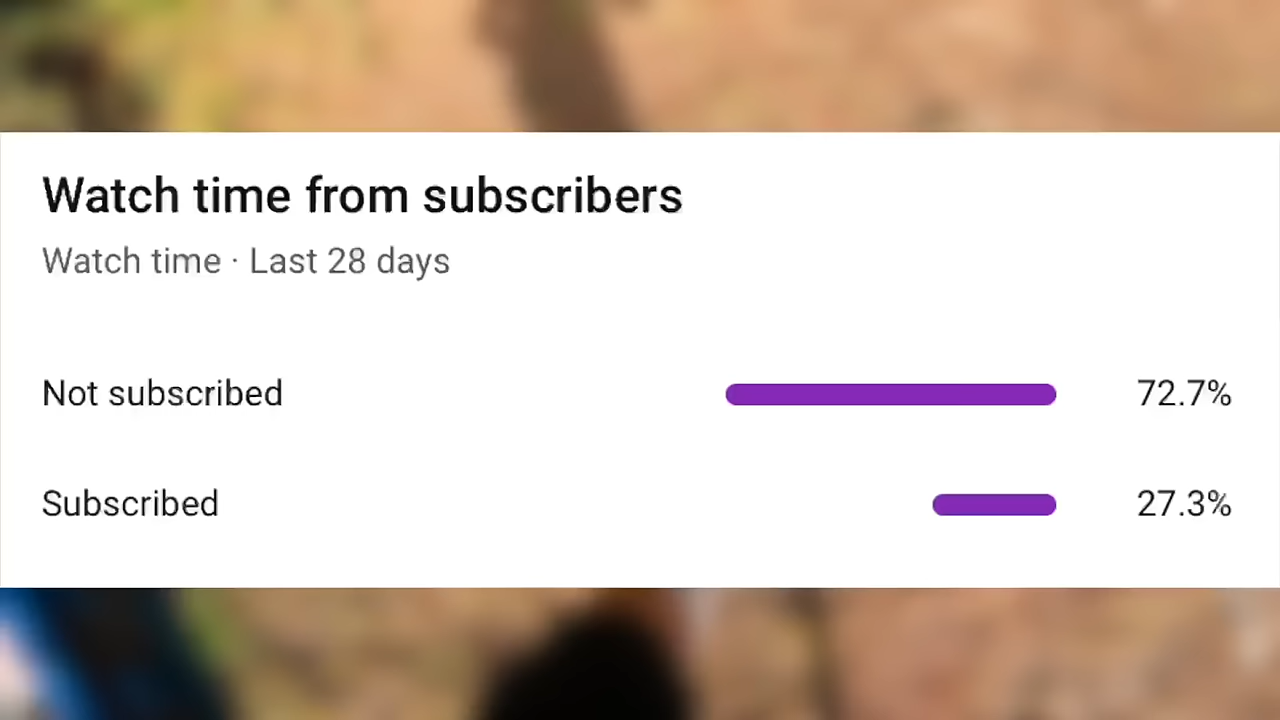 Watch time from subscribers
Watch time · Last 28 days
Not subscribed 72.7%
Subscribed 27.3%